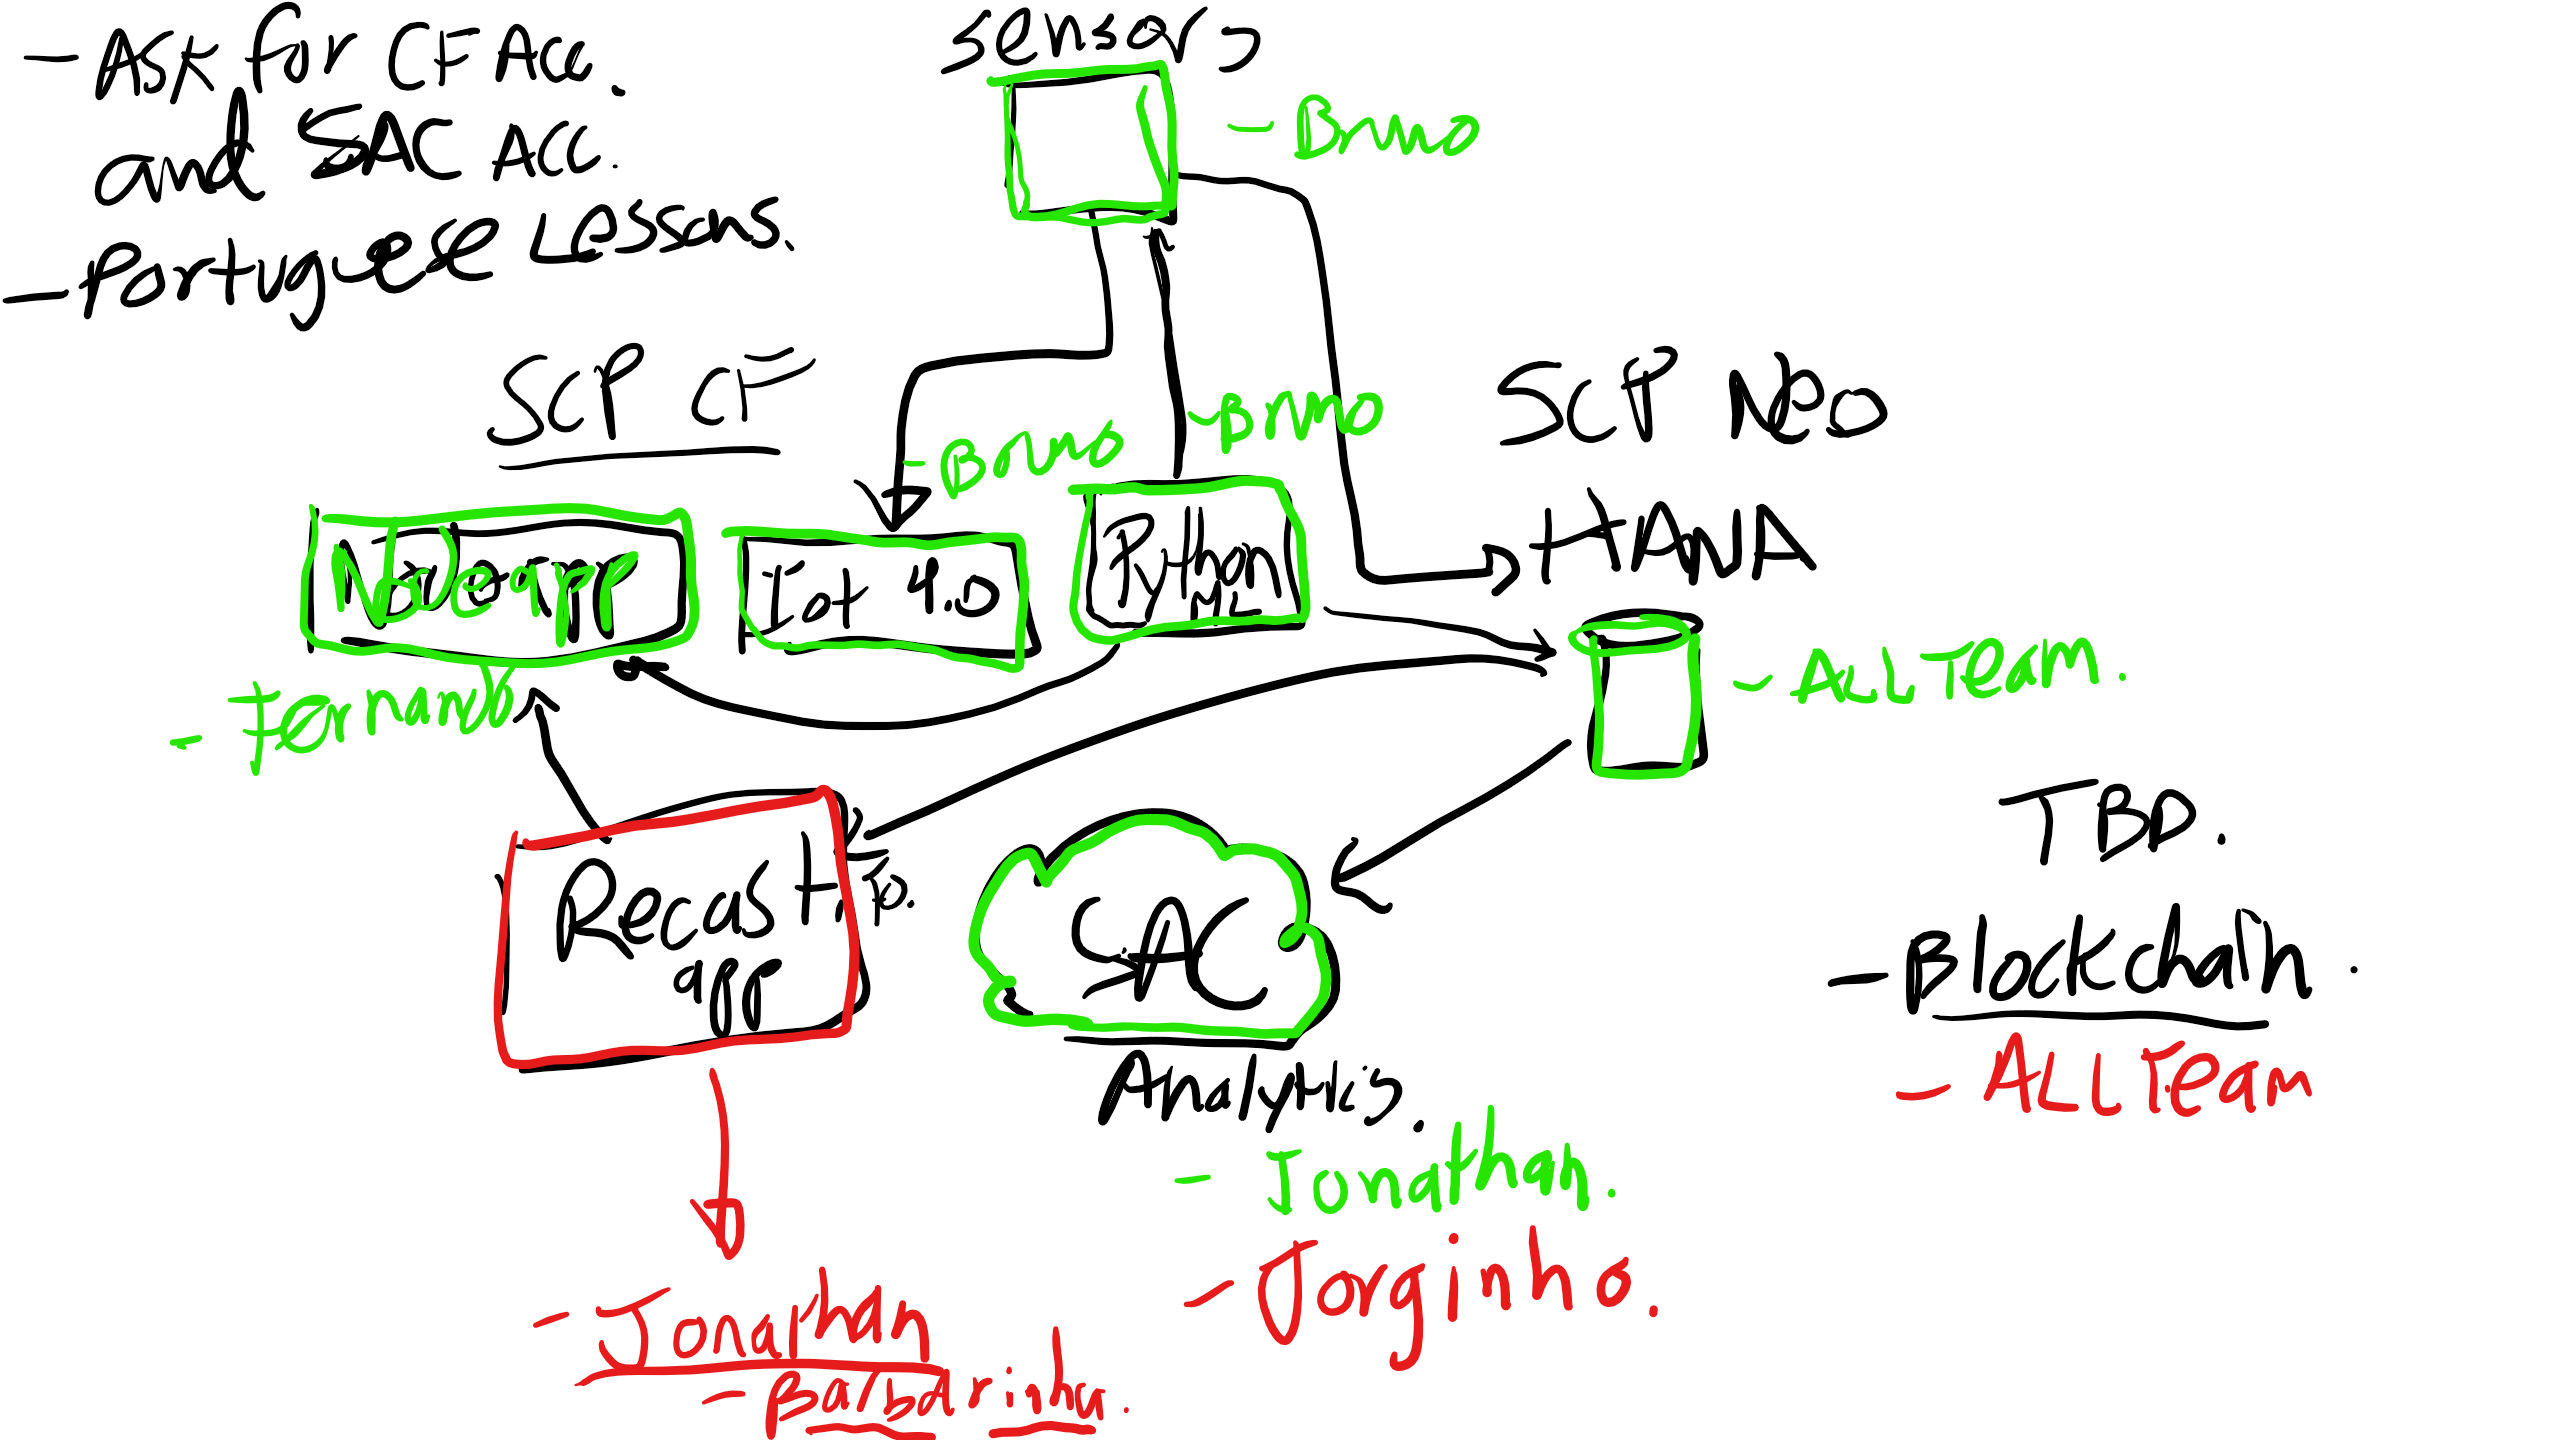 - Ask for CF Acc.
and SAC Acc.
- Portuguese Lessons.
sensors
- Bruno
SCP CF
- Bruno
- Bruno
SCP Neo
HANA
Node app
Iot 4.0
Python
ML
- Fernando
- ALL Team.
Recast.
app
To.
SAC
Analytics.
- Jonathan.
- Jorginho.
TBD.
- Blockchain.
- ALL Team
- Jonathan
- Balbarinha.